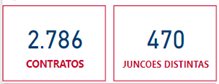 2.786
CONTRATOS
470
JUNCOES DISTINTAS